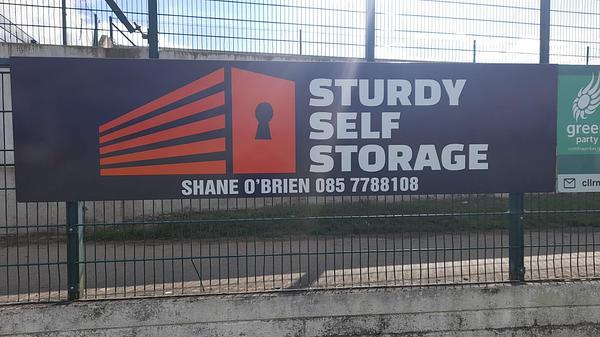 STURDY
SELF
STORAGE
SHANE O'BRIEN 085 7788108
green
party